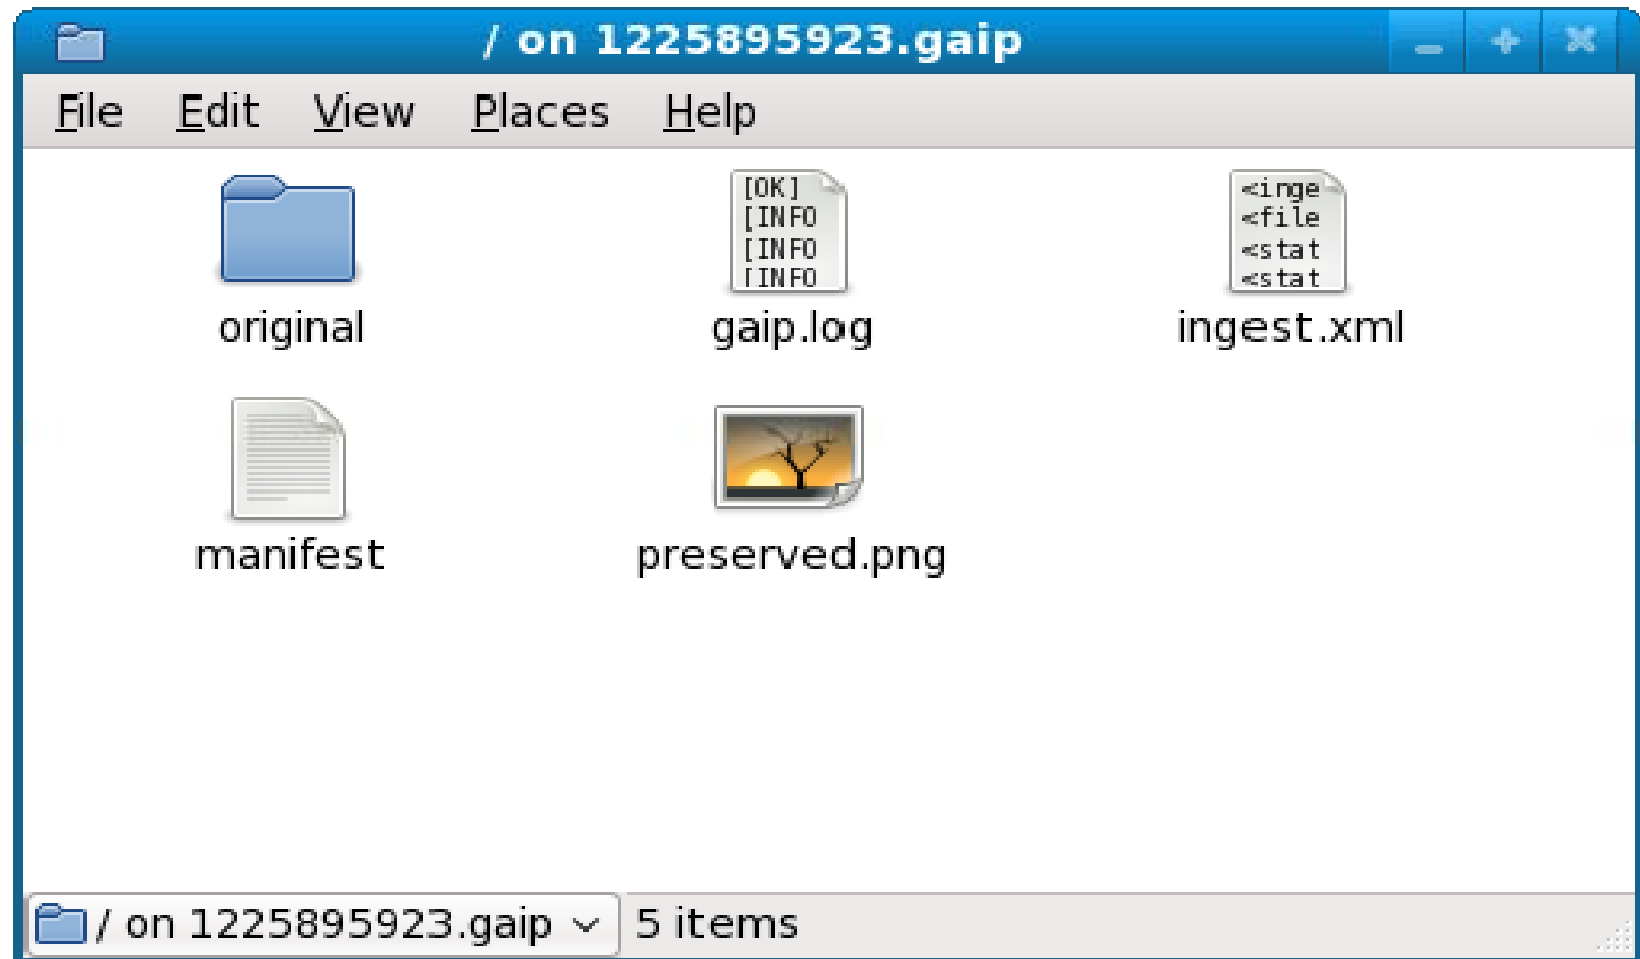 / on 1225895923.gaip
File Edit View Places Help
[OK]
[INFO
[INFO
[INFO
<inge
<file
<stat
<stat
original gaip.log ingest.xml
manifest preserved.png
/ on 1225895923.gaip 5 items